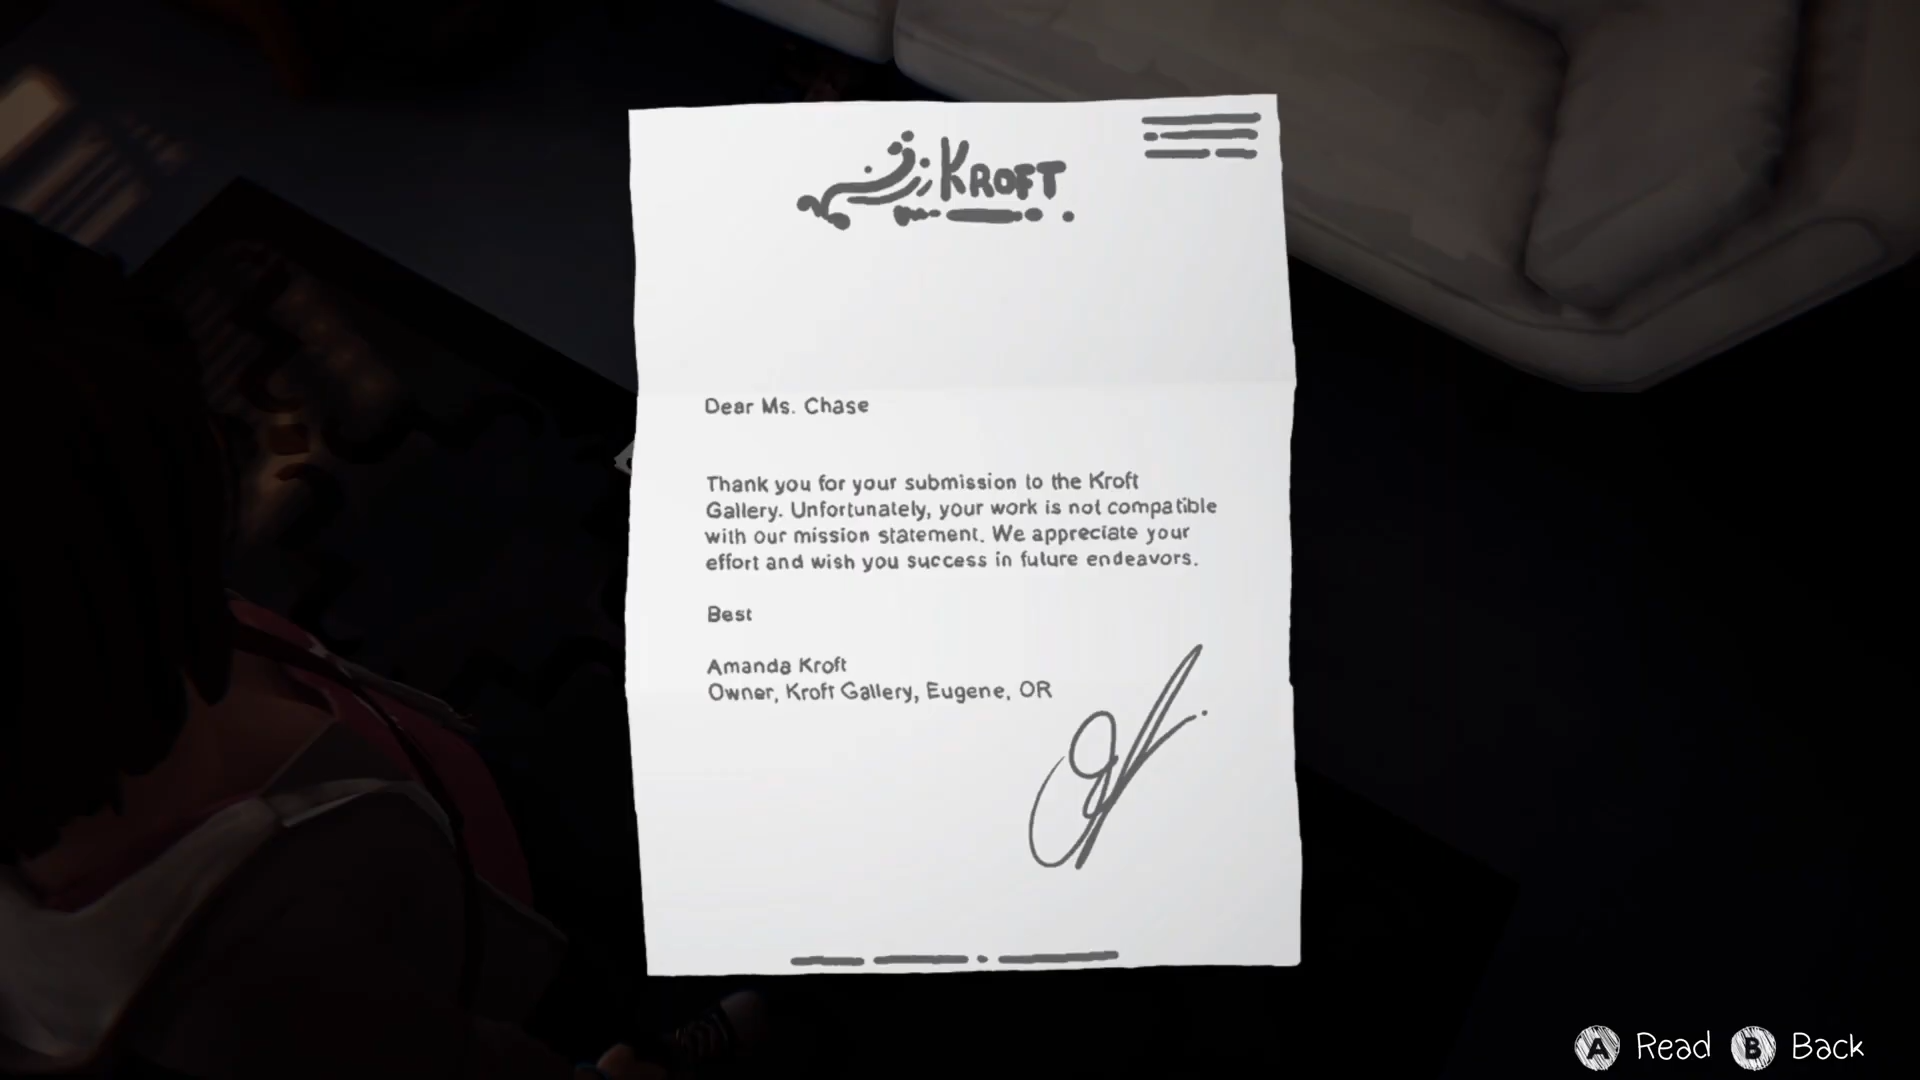 KROFT
Dear Ms. Chase
Thank you for your submission to the Kroft
Gallery. Unfortunately, your work is not compatible
with our mission statement. We appreciate your
effort and wish you success in future endeavors.
Best
Amanda Kroft
Owner, Kroft Gallery, Eugene, OR
A Read B Back